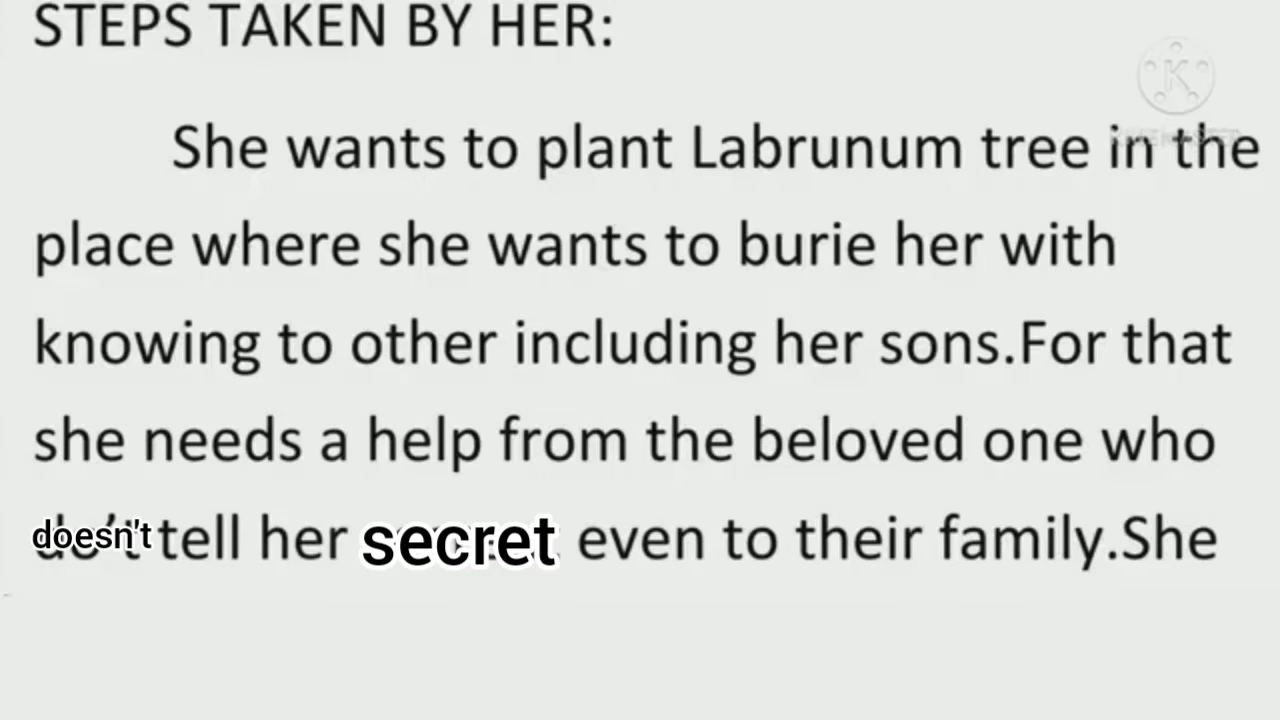 STEPS TAKEN BY HER:
She wants to plant Labrunum tree in the
place where she wants to burie her with
knowing to other including her sons.For that
she needs a help from the beloved one who
doesn't tell her secret even to their family.She